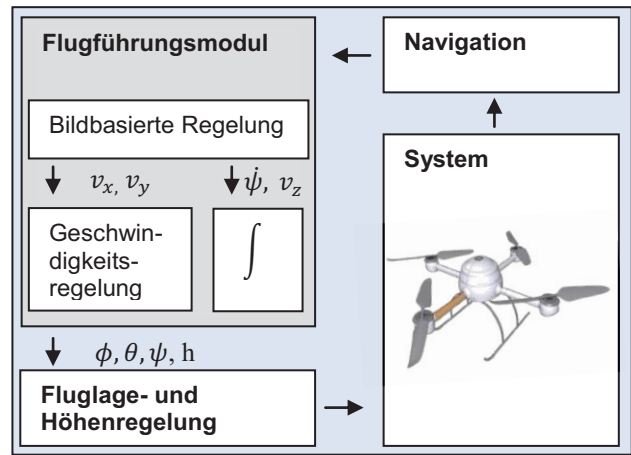 Flugführungsmodul
Bildbasierte Regelung
v_x, v_y
ψ̇, v_z
Geschwin-
digkeits-
regelung
∫
ϕ, θ, ψ, h
Fluglage- und
Höhenregelung
Navigation
System